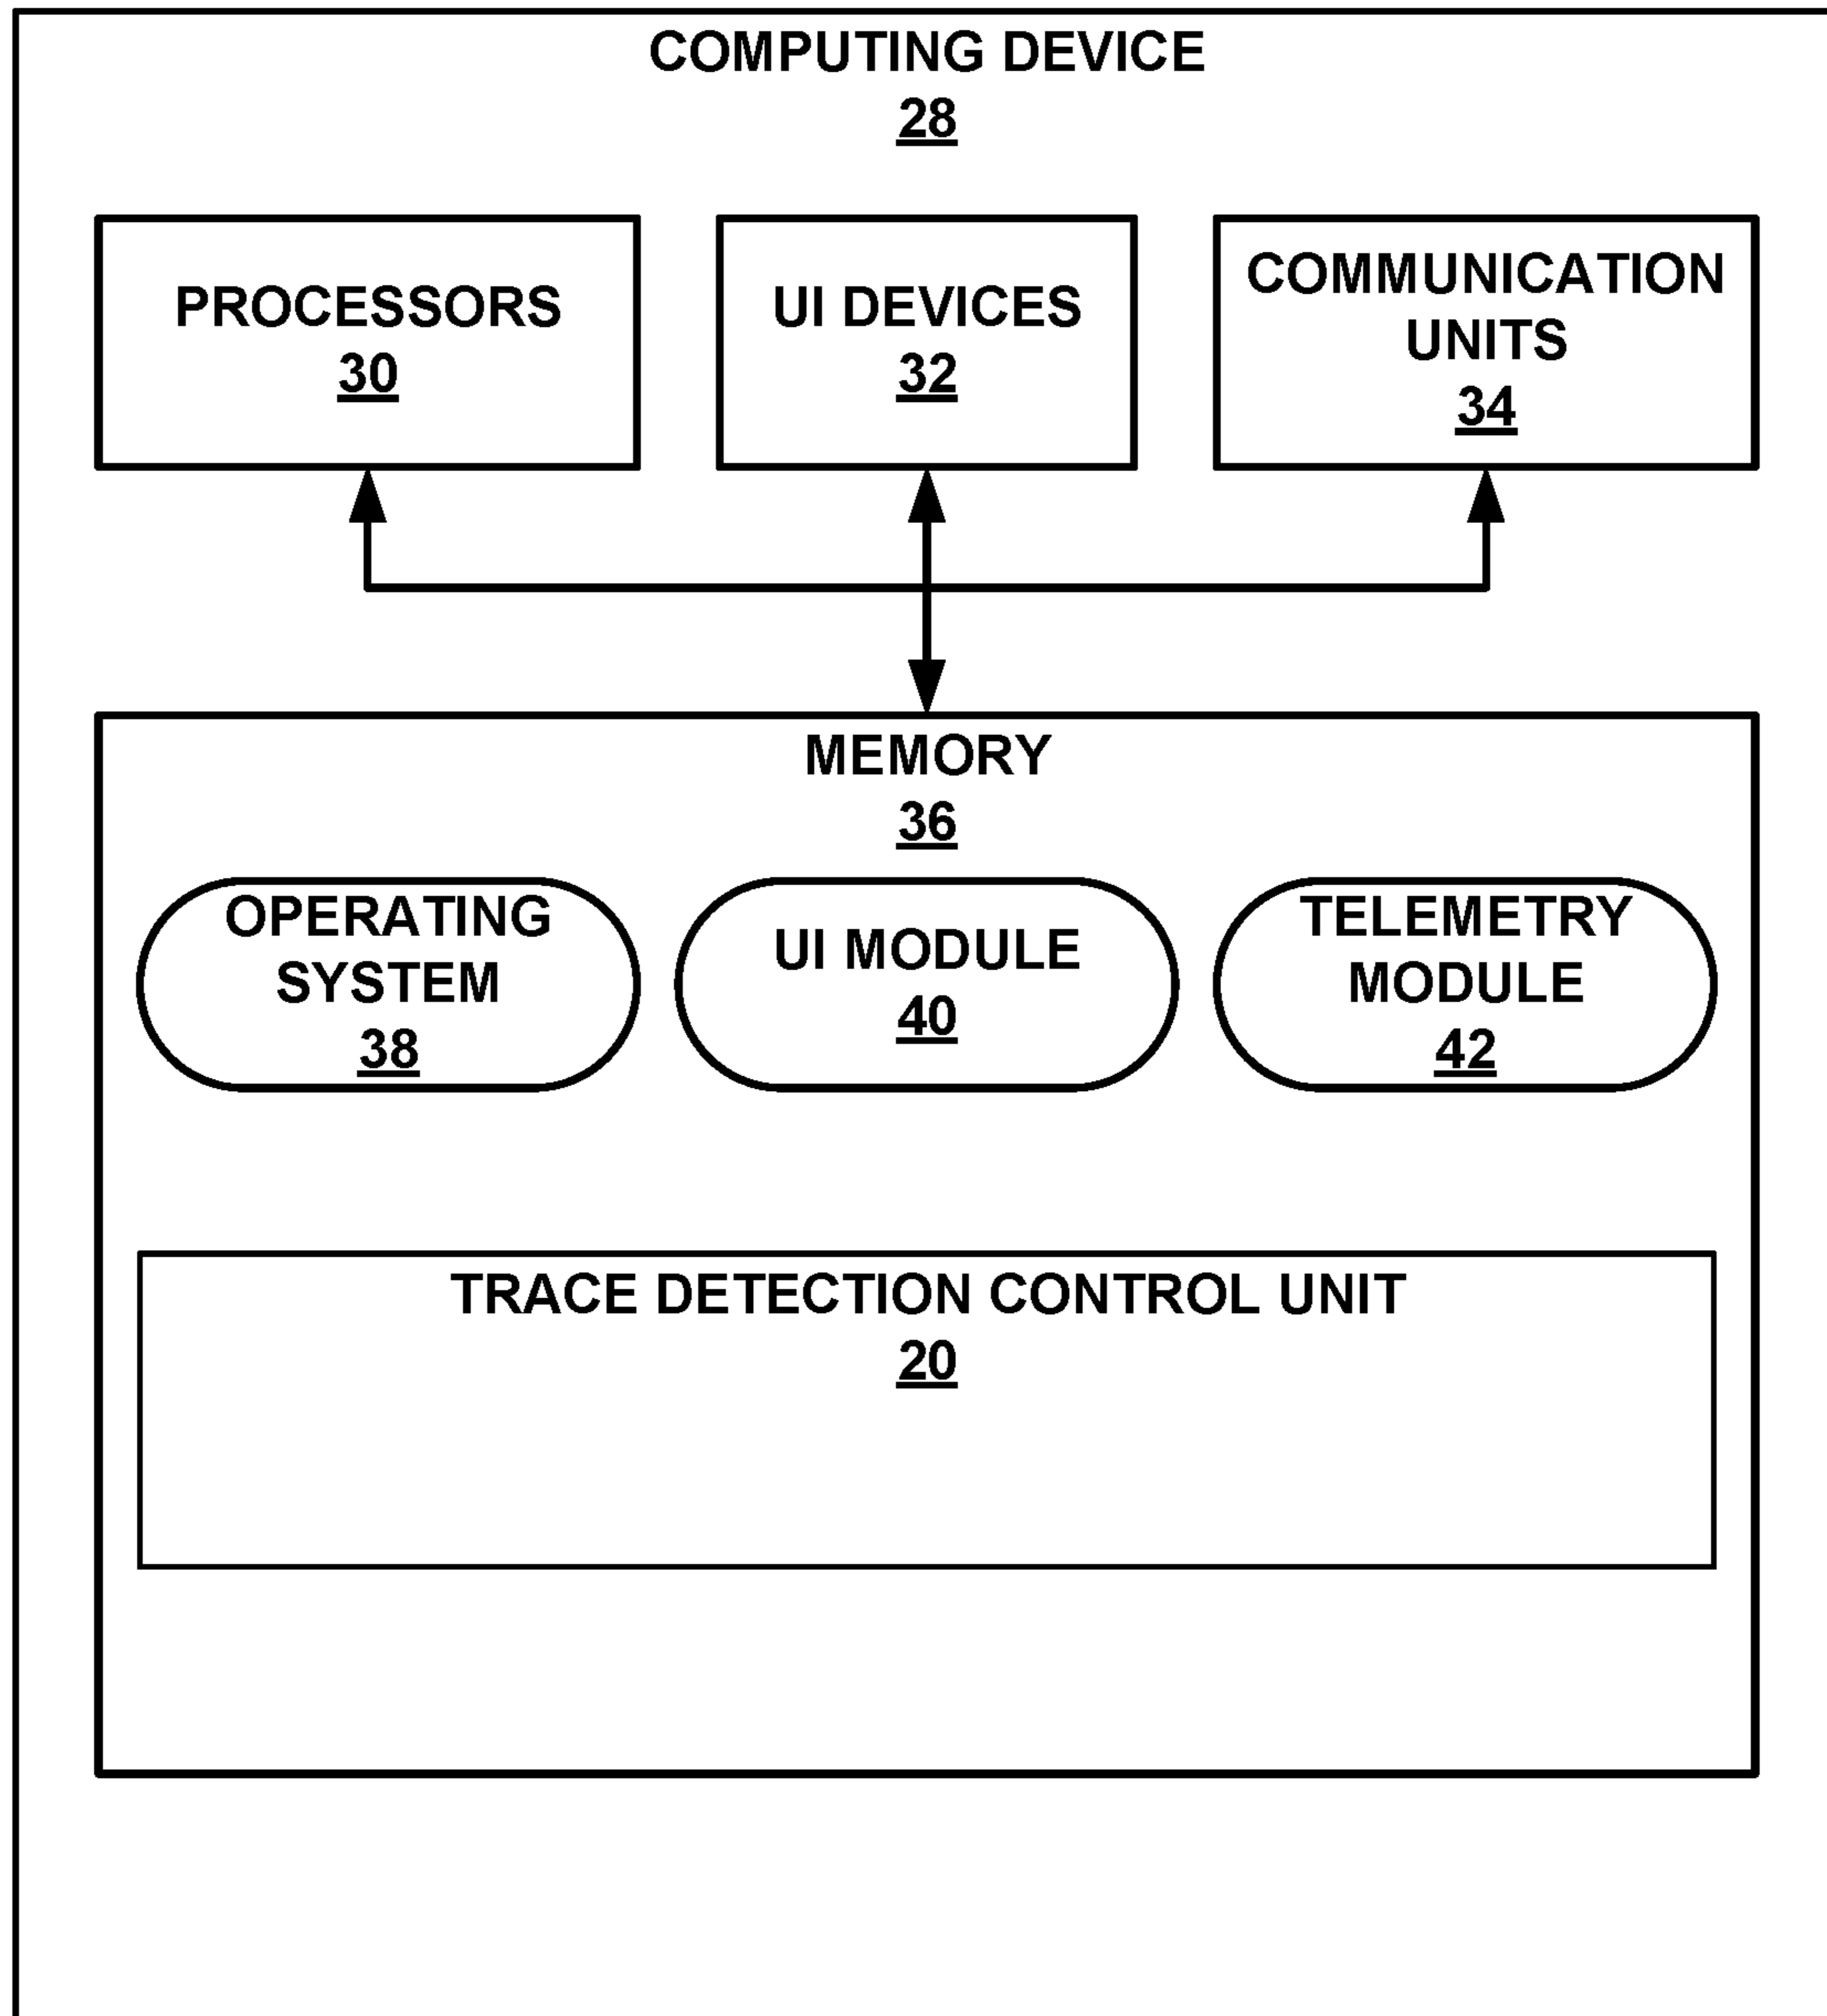 COMPUTING DEVICE
28
PROCESSORS
30
UI DEVICES
32
COMMUNICATION
UNITS
34
MEMORY
36
OPERATING
SYSTEM
38
UI MODULE
40
TELEMETRY
MODULE
42
TRACE DETECTION CONTROL UNIT
20